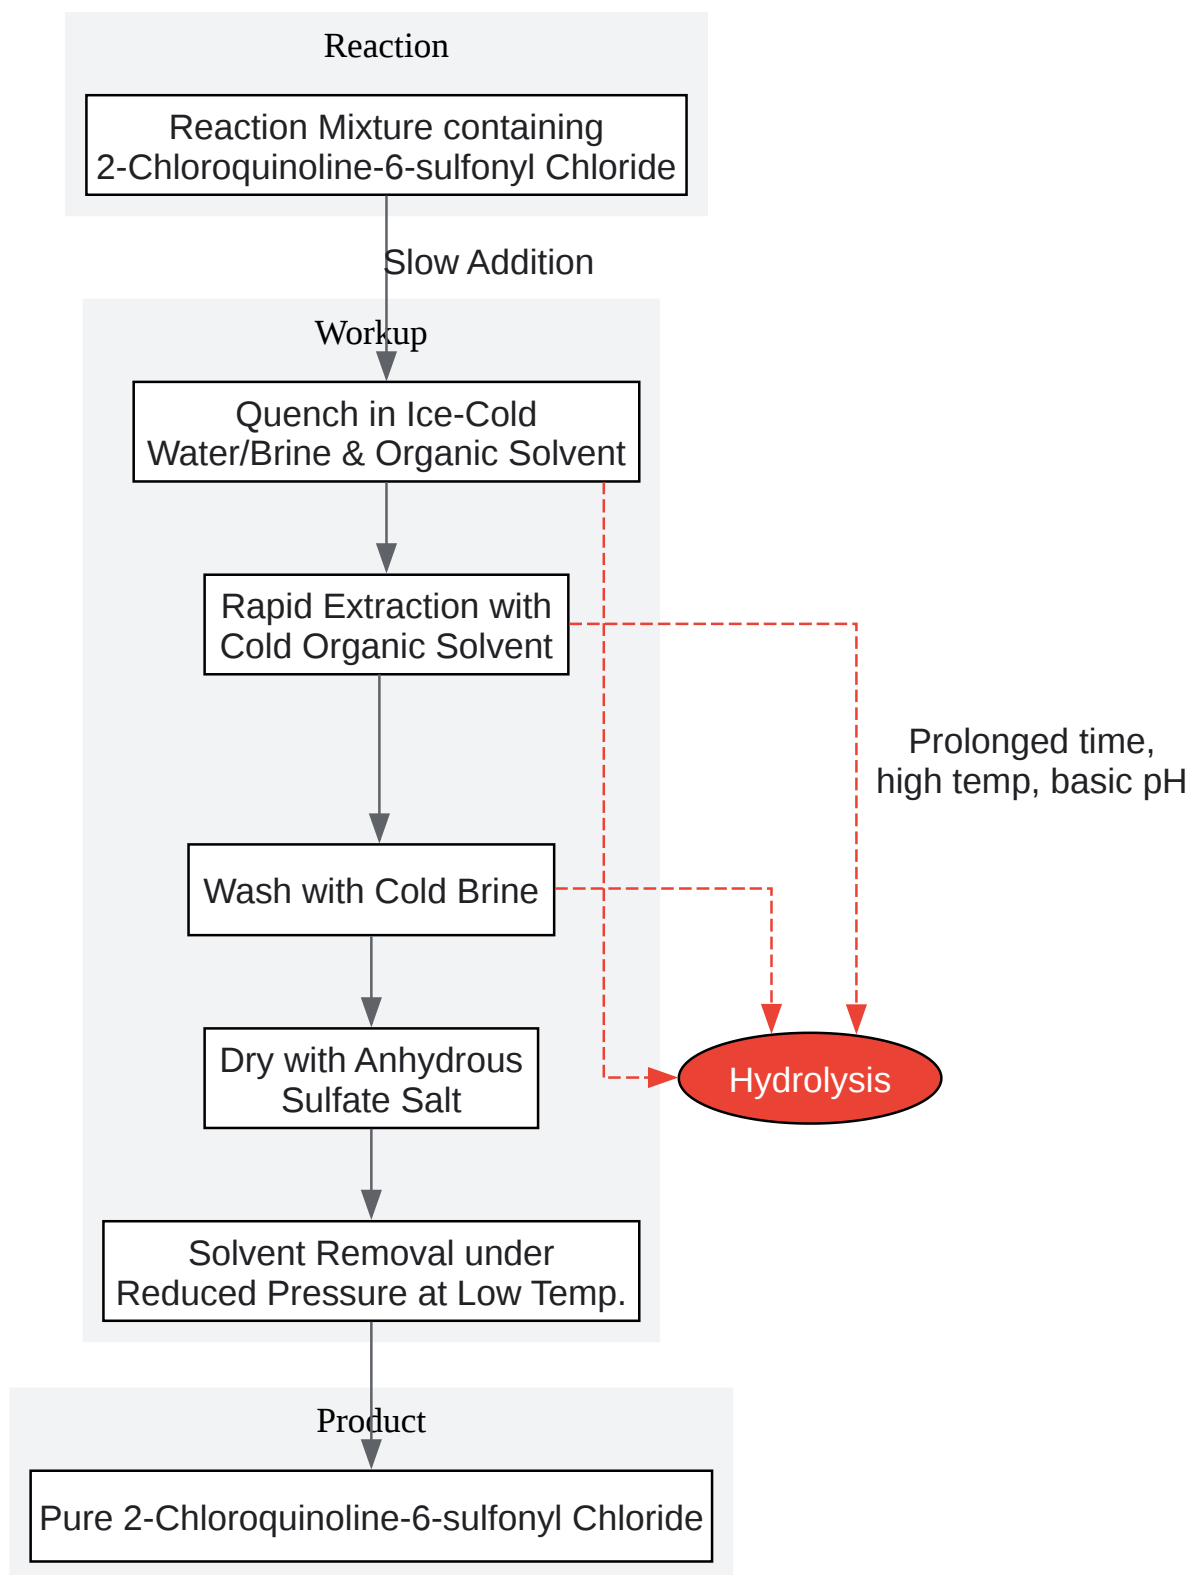 Reaction
Reaction Mixture containing
2-Chloroquinoline-6-sulfonyl Chloride
Slow Addition
Workup
Quench in Ice-Cold
Water/Brine & Organic Solvent
Rapid Extraction with
Cold Organic Solvent
Prolonged time,
high temp, basic pH
Wash with Cold Brine
Dry with Anhydrous
Sulfate Salt
Hydrolysis
Solvent Removal under
Reduced Pressure at Low Temp.
Product
Pure 2-Chloroquinoline-6-sulfonyl Chloride